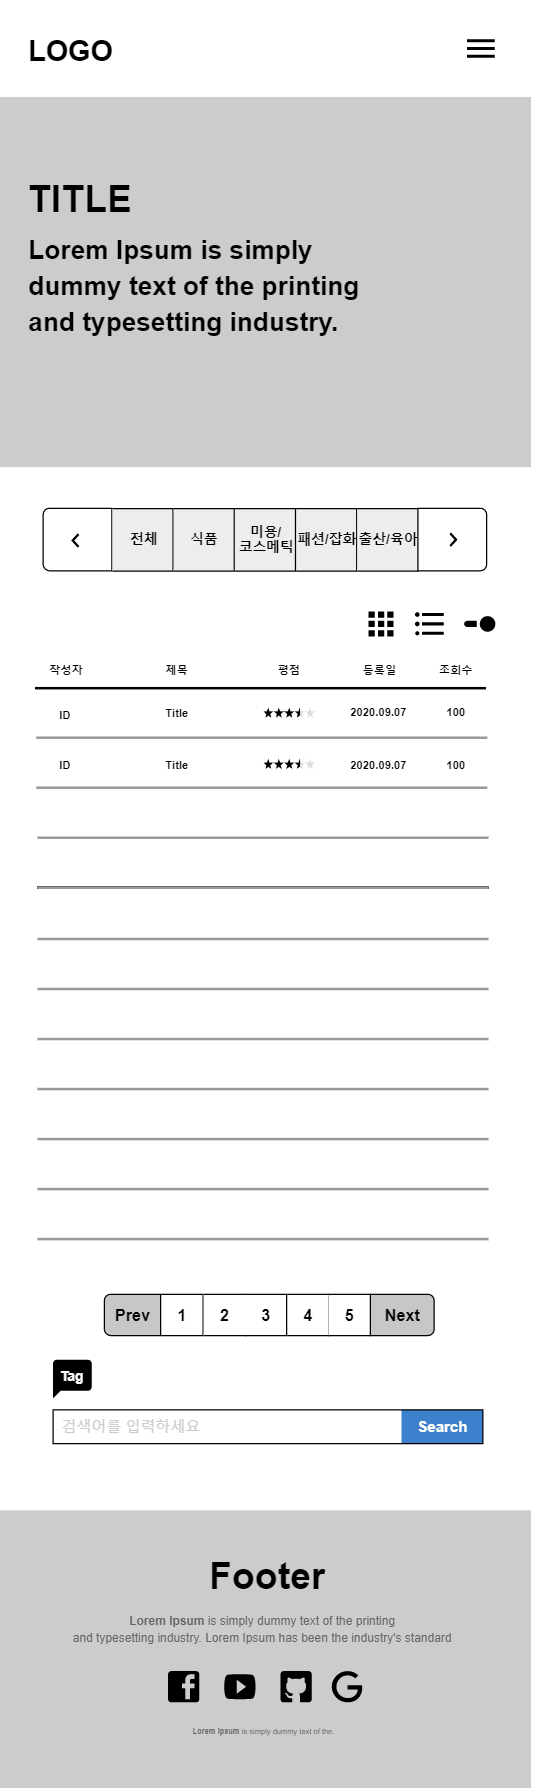 LOGO
TITLE
Lorem Ipsum is simply
dummy text of the printing
and typesetting industry.
전체 식품 미용/
코스메틱 패션/잡화 출산/육아
작성자 제목 평점 등록일 조회수
ID Title 2020.09.07 100
ID Title 2020.09.07 100
Prev 1 2 3 4 5 Next
Tag
검색어를 입력하세요 Search
Footer
Lorem Ipsum is simply dummy text of the printing
and typesetting industry. Lorem Ipsum has been the industry's standard
Lorem Ipsum is simply dummy text of the.